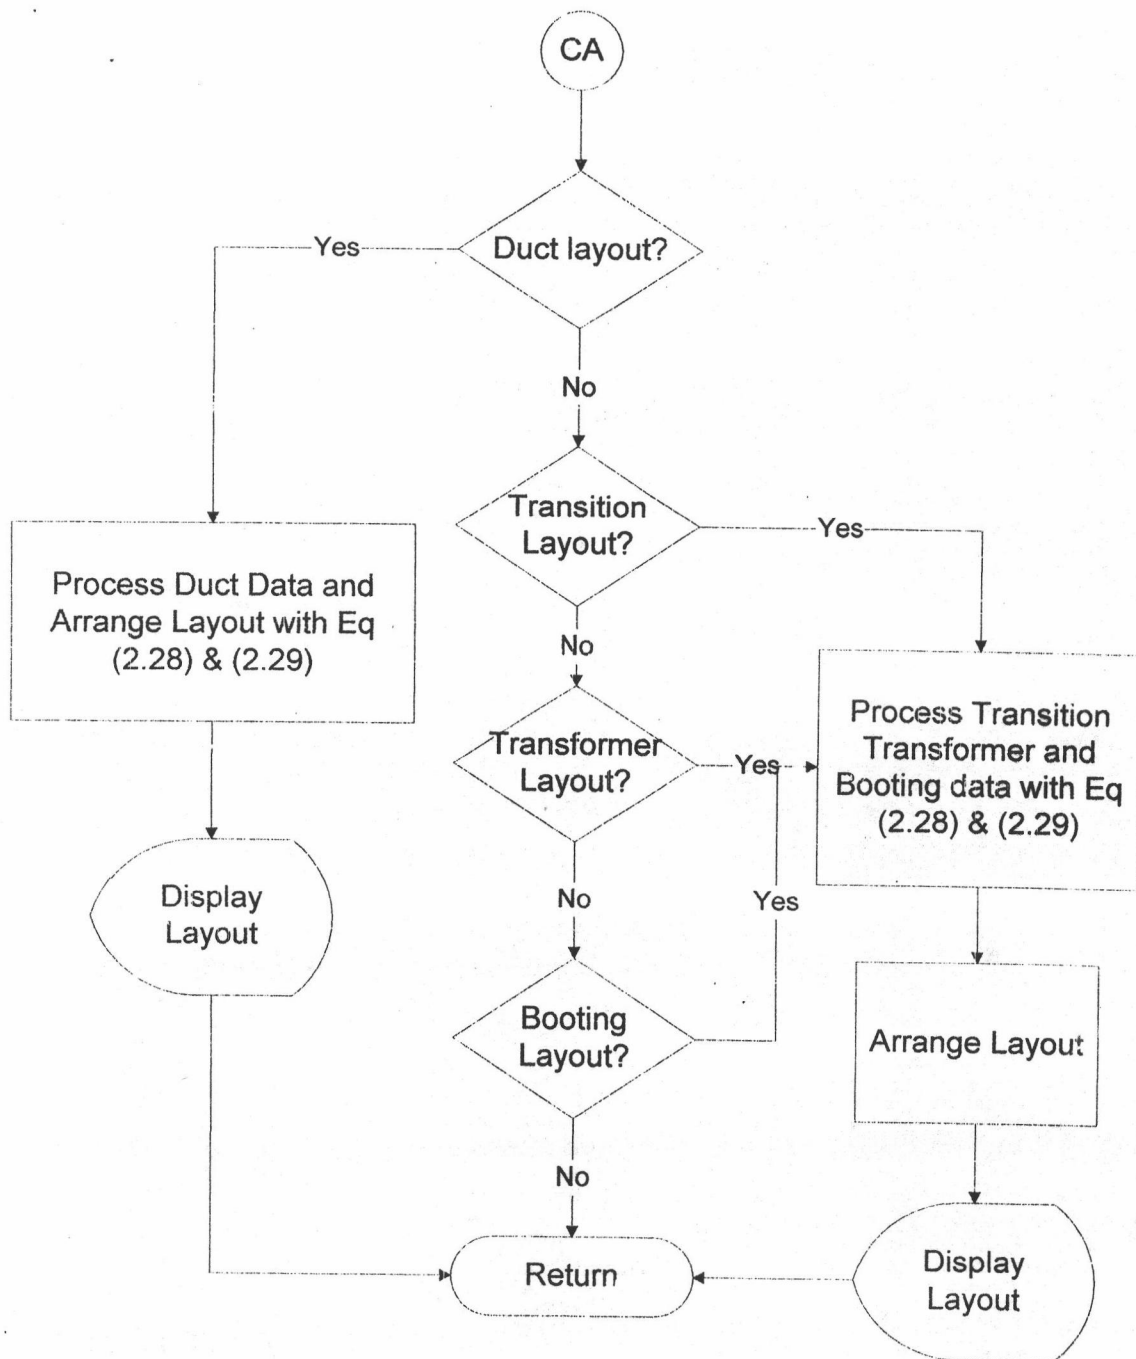 CA
Duct layout?
Yes
No
Transition
Layout?
Yes
No
Process Duct Data and
Arrange Layout with Eq
(2.28) & (2.29)
Transformer
Layout?
Yes
Process Transition
Transformer and
Booting data with Eq
(2.28) & (2.29)
No
Yes
Display
Layout
Booting
Layout?
Arrange Layout
No
Return
Display
Layout